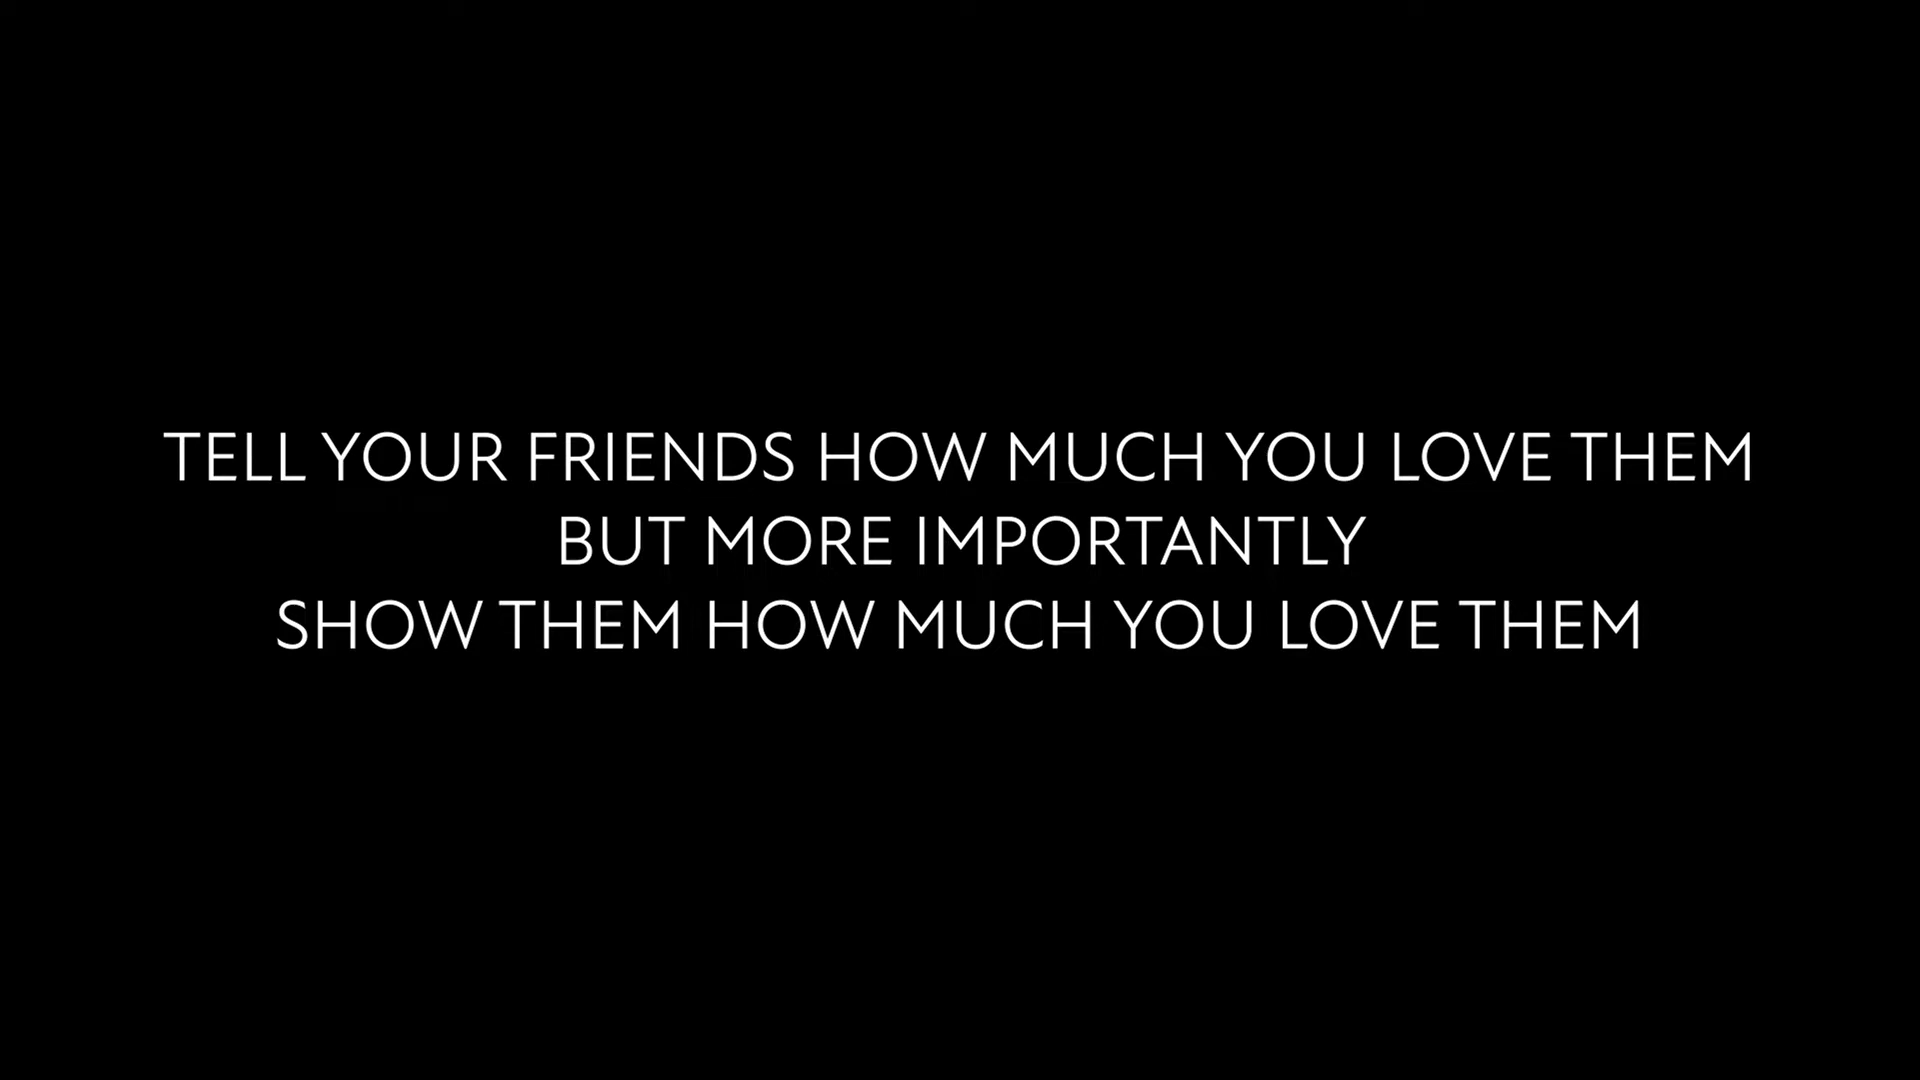 TELL YOUR FRIENDS HOW MUCH YOU LOVE THEM
BUT MORE IMPORTANTLY
SHOW THEM HOW MUCH YOU LOVE THEM